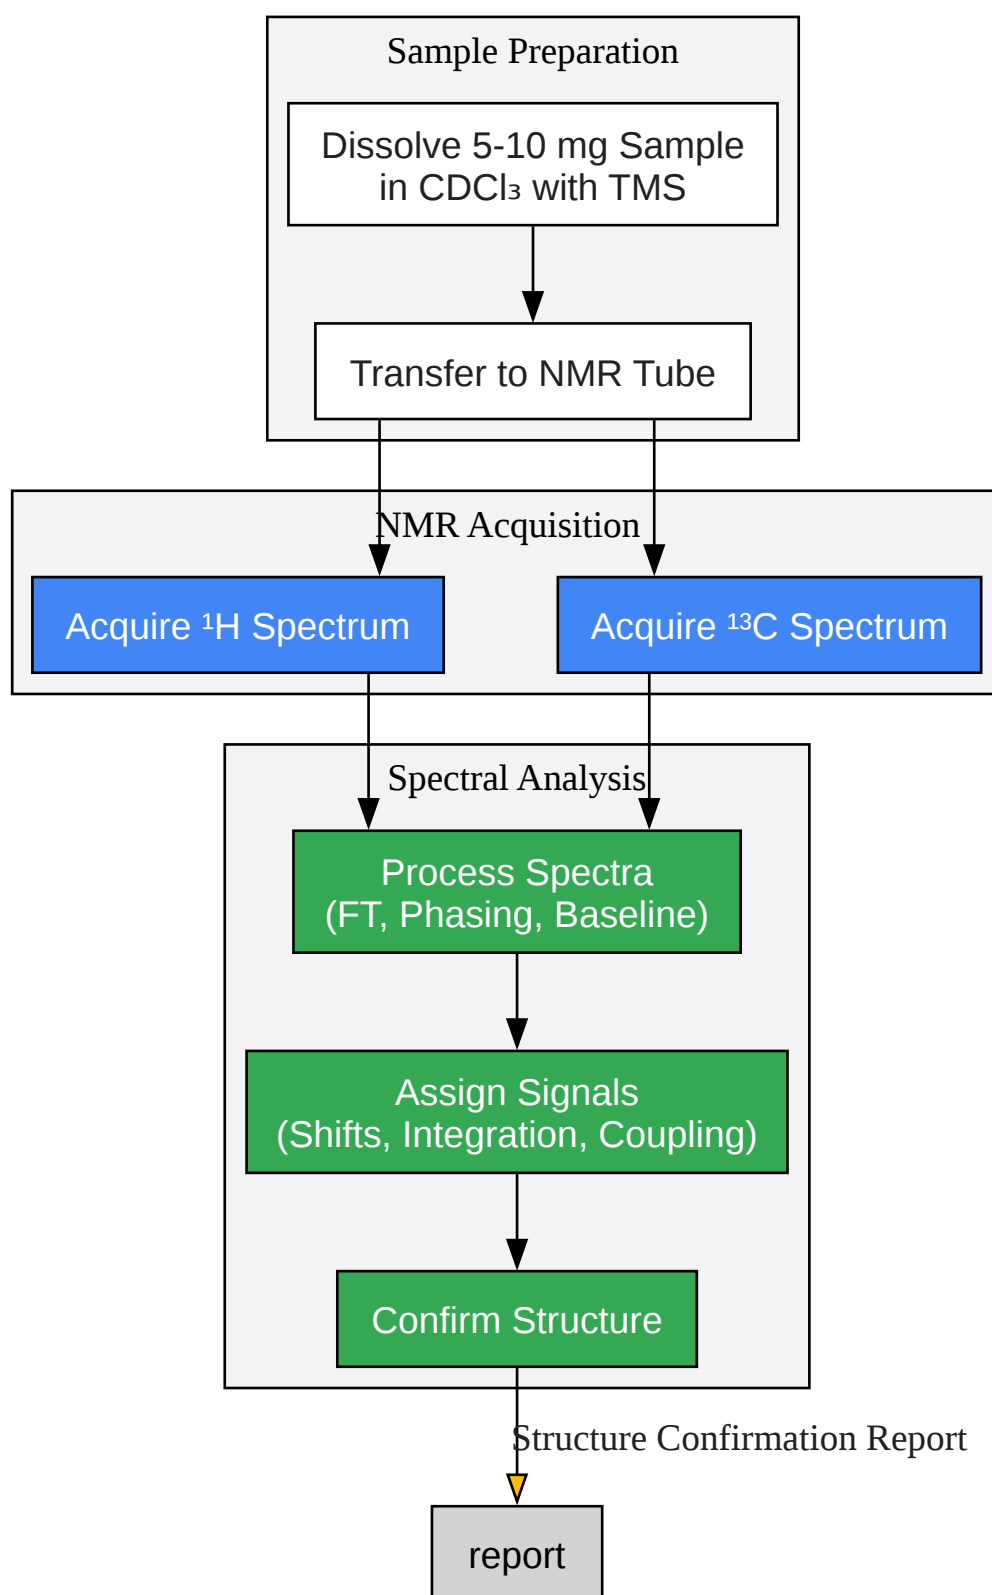 Sample Preparation
Dissolve 5-10 mg Sample
in CDCl₃ with TMS
Transfer to NMR Tube
NMR Acquisition
Acquire ¹H Spectrum
Acquire ¹³C Spectrum
Spectral Analysis
Process Spectra
(FT, Phasing, Baseline)
Assign Signals
(Shifts, Integration, Coupling)
Confirm Structure
Structure Confirmation Report
report